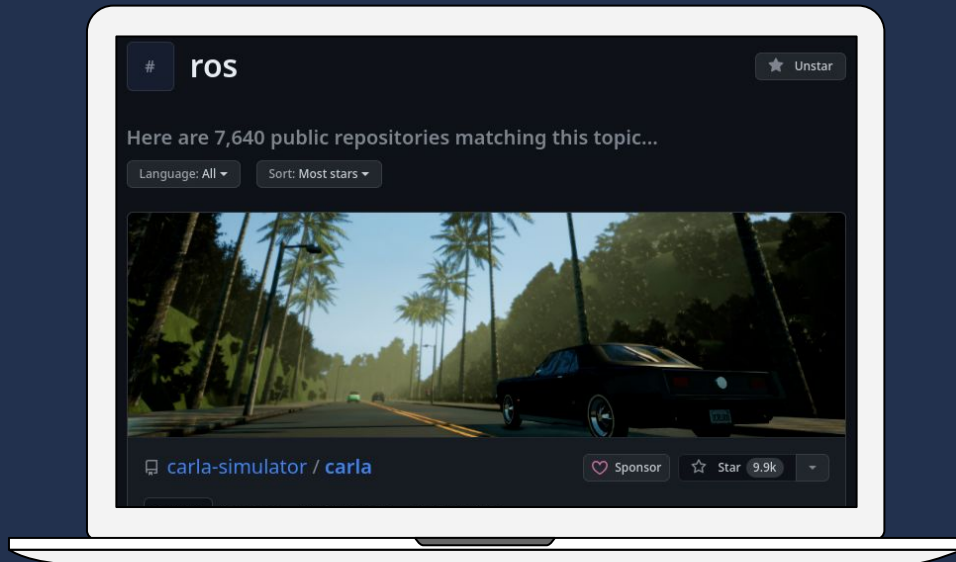 # ros
Unstar
Here are 7,640 public repositories matching this topic...
Language: All
Sort: Most stars
carla-simulator / carla
Sponsor
Star 9.9k